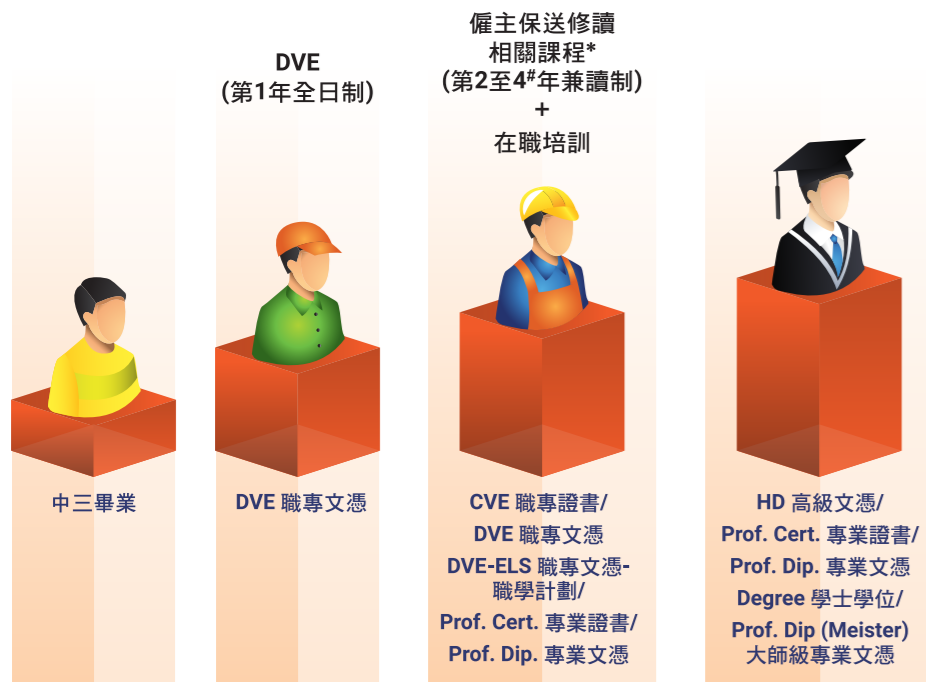 DVE
(第1年全日制)
僱主保送修讀
相關課程*
(第2至4#年兼讀制)
+
在職培訓
中三畢業
DVE 職專文憑
CVE 職專證書/
DVE 職專文憑
DVE-ELS 職專文憑-
職學計劃/
Prof. Cert. 專業證書/
Prof. Dip. 專業文憑
HD 高級文憑/
Prof. Cert. 專業證書/
Prof. Dip. 專業文憑
Degree 學士學位/
Prof. Dip (Meister)
大師級專業文憑